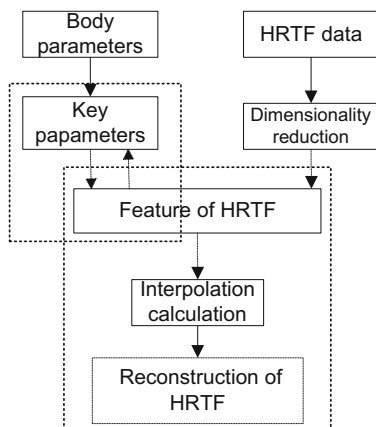 Body
parameters
HRTF data
Key
papameters
Dimensionality
reduction
Feature of HRTF
Interpolation
calculation
Reconstruction of
HRTF